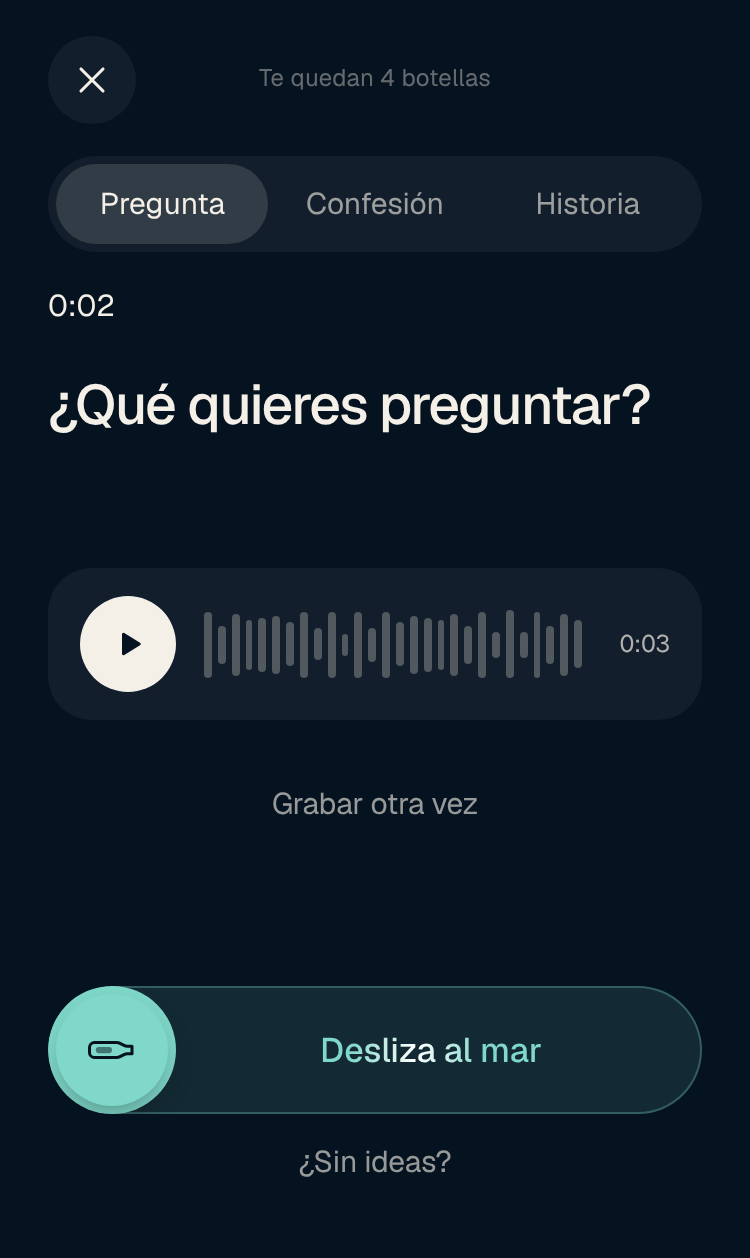 Te quedan 4 botellas
Pregunta
Confesión
Historia
0:02
¿Qué quieres preguntar?
0:03
Grabar otra vez
Desliza al mar
¿Sin ideas?